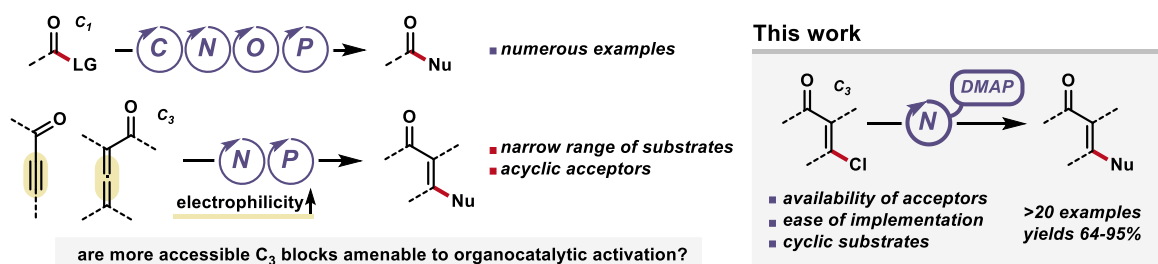 O
C1
LG
C N O P
O
Nu
numerous examples
O
O
C3
N P
electrophilicity
O
Nu
narrow range of substrates
acyclic acceptors
are more accessible C3 blocks amenable to organocatalytic activation?
This work
O
C3
Cl
N
DMAP
O
Nu
availability of acceptors
ease of implementation
cyclic substrates
>20 examples
yields 64-95%